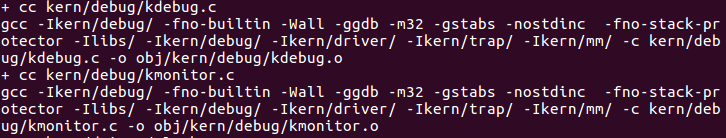 + cc kern/debug/kdebug.c
gcc -Ikern/debug/ -fno-builtin -Wall -ggdb -m32 -gstabs -nostdinc  -fno-stack-pr
otector -Ilibs/ -Ikern/debug/ -Ikern/driver/ -Ikern/trap/ -Ikern/mm/ -c kern/deb
ug/kdebug.c -o obj/kern/debug/kdebug.o
+ cc kern/debug/kmonitor.c
gcc -Ikern/debug/ -fno-builtin -Wall -ggdb -m32 -gstabs -nostdinc  -fno-stack-pr
otector -Ilibs/ -Ikern/debug/ -Ikern/driver/ -Ikern/trap/ -Ikern/mm/ -c kern/deb
ug/kmonitor.c -o obj/kern/debug/kmonitor.o